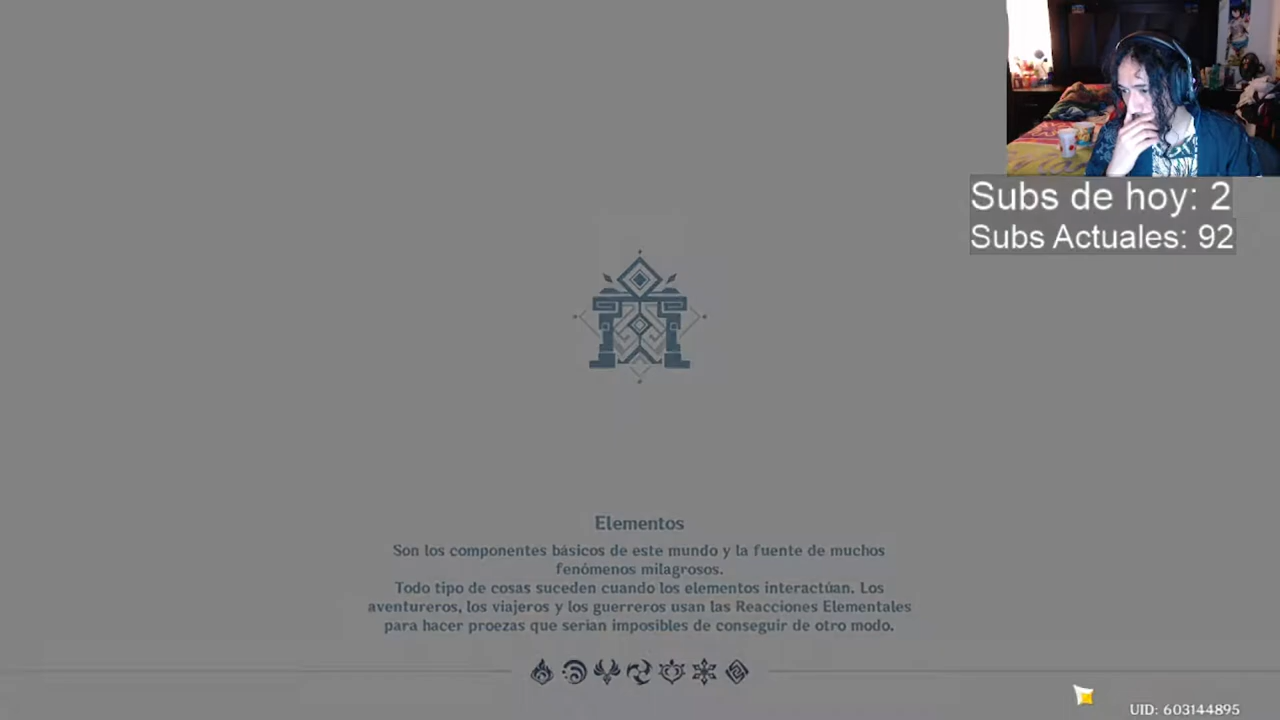 Subs de hoy: 2
Subs Actuales: 92
Elementos
Son los componentes básicos de este mundo y la fuente de muchos
fenómenos milagrosos.
Todo tipo de cosas suceden cuando los elementos interactúan. Los
aventureros, los viajeros y los guerreros usan las Reacciones Elementales
para hacer proezas que serían imposibles de conseguir de otro modo.
UID: 603144895